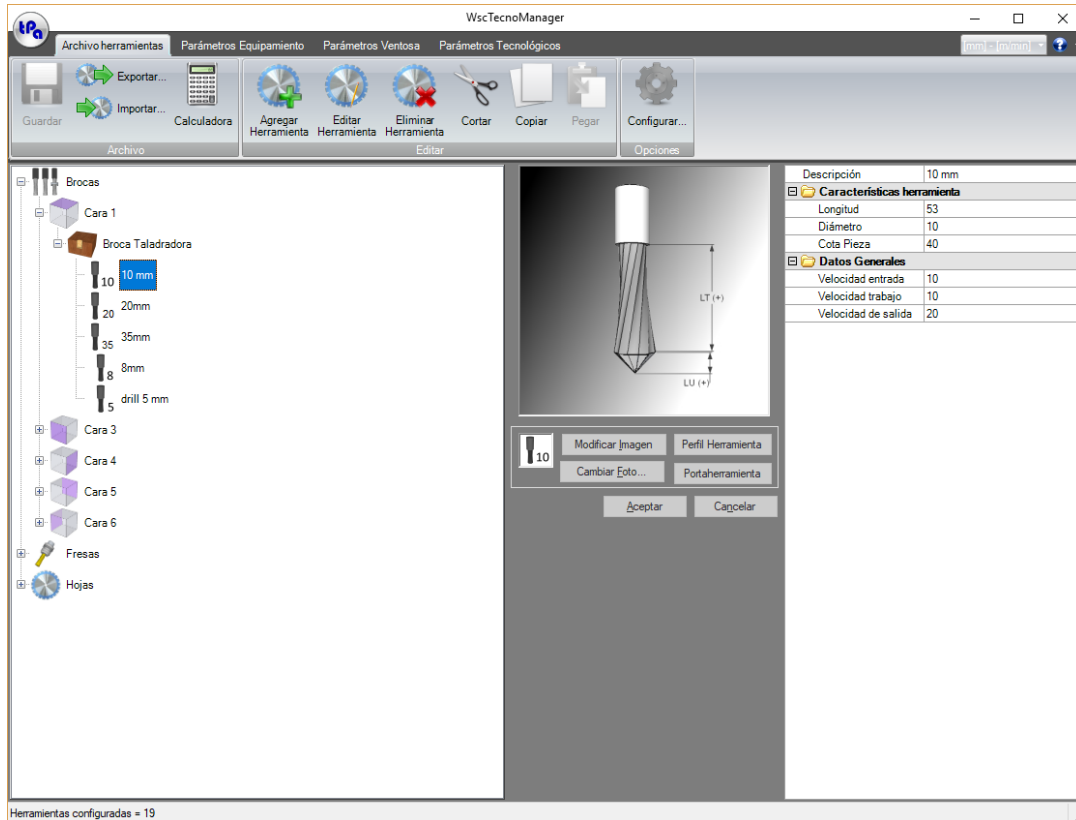 WscTecnoManager
tPa
Archivo herramientas Parámetros Equipamiento Parámetros Ventosa Parámetros Tecnológicos [mm] - [m/min]
Guardar Exportar... Importar... Calculadora Agregar Herramienta Editar Herramienta Eliminar Herramienta Cortar Copiar Pegar Configurar...
Archivo Editar Opciones
Brocas
Cara 1
Broca Taladradora
10 10 mm
20 20mm
35 35mm
8 8mm
5 drill 5 mm
Cara 3
Cara 4
Cara 5
Cara 6
Fresas
Hojas
LT (+)
LU (+)
10 Modificar Imagen Perfil Herramienta
Cambiar Foto... Portaherramienta
Aceptar Cancelar
Descripción 10 mm
Características herramienta
Longitud 53
Diámetro 10
Cota Pieza 40
Datos Generales
Velocidad entrada 10
Velocidad trabajo 10
Velocidad de salida 20
Herramientas configuradas = 19